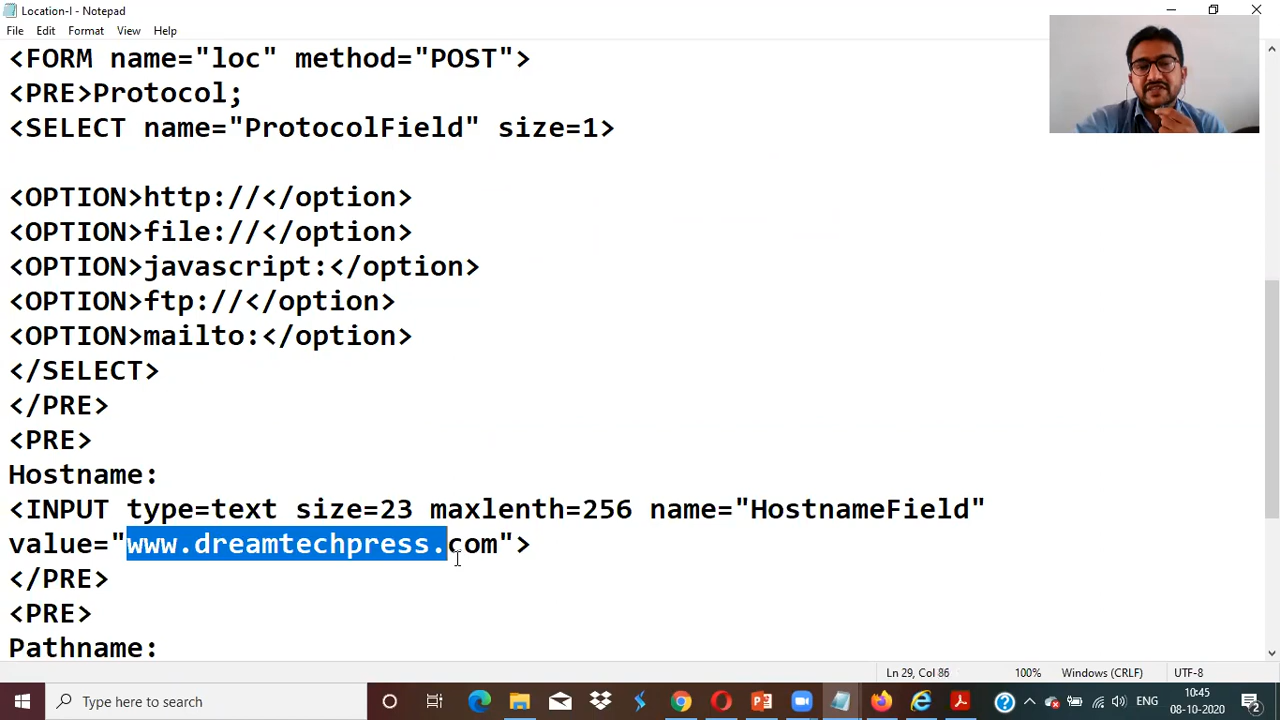 Location-I - Notepad
File Edit Format View Help
<FORM name="loc" method="POST">
<PRE>Protocol;
<SELECT name="ProtocolField" size=1>
<OPTION>http://</option>
<OPTION>file://</option>
<OPTION>javascript:</option>
<OPTION>ftp://</option>
<OPTION>mailto:</option>
</SELECT>
</PRE>
<PRE>
Hostname:
<INPUT type=text size=23 maxlenth=256 name="HostnameField"
value="www.dreamtechpress.com">
</PRE>
<PRE>
Pathname:
Ln 29, Col 86 100% Windows (CRLF) UTF-8
Type here to search
ENG
10:45
08-10-2020
2